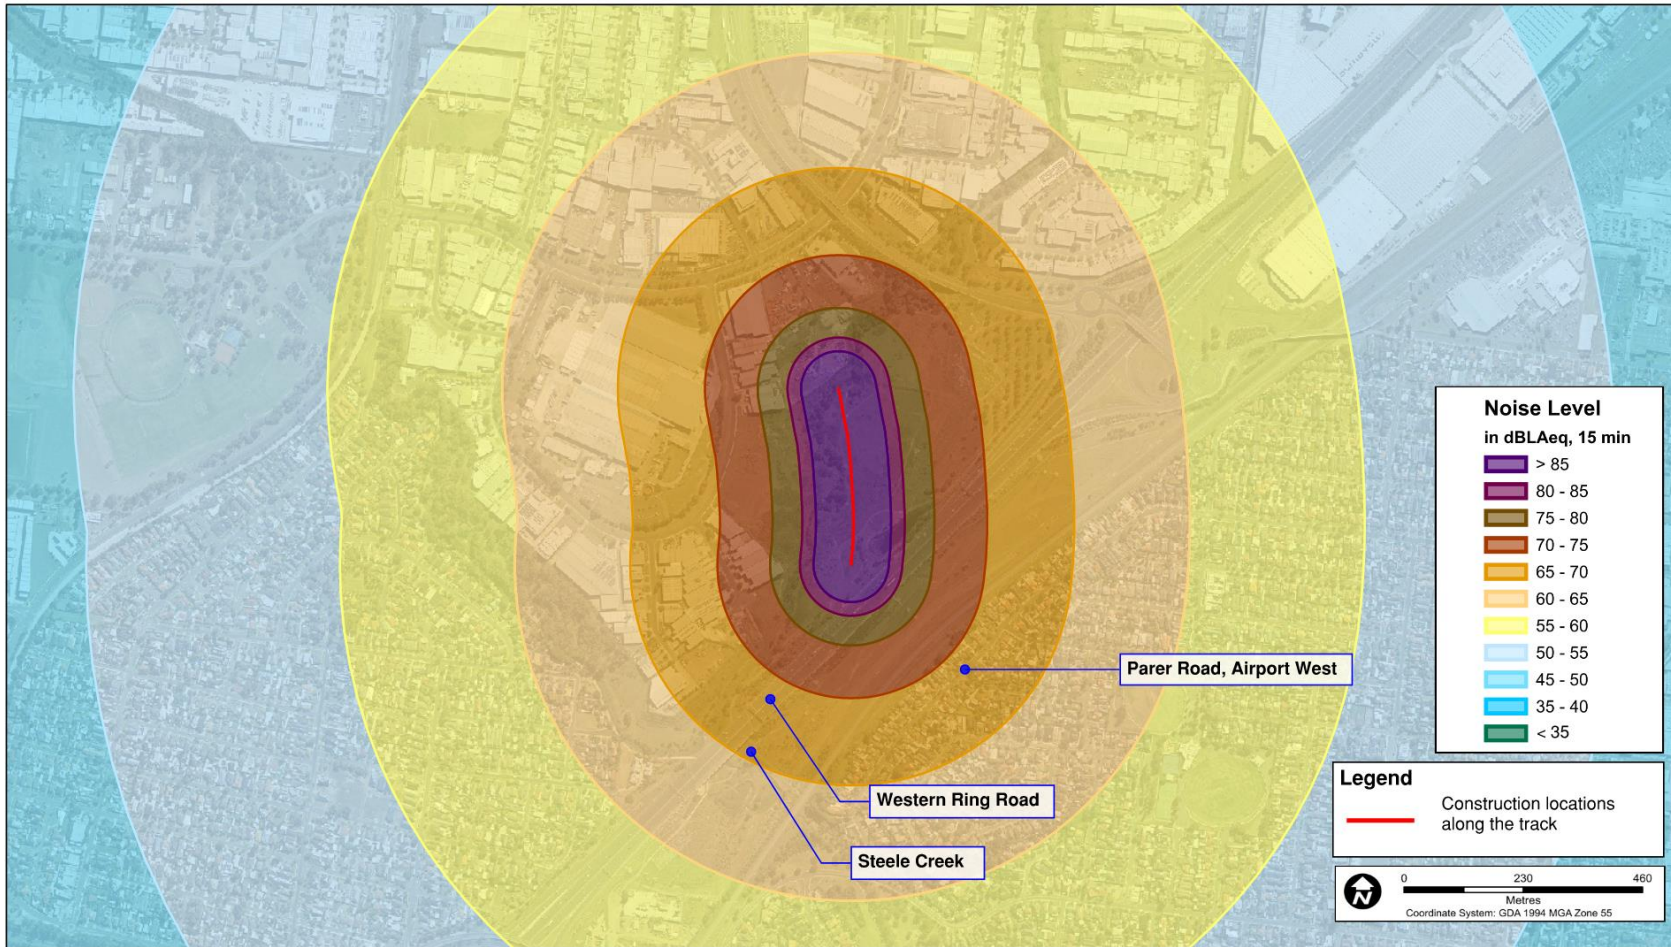 Parer Road, Airport West
Western Ring Road
Steele Creek
Noise Level
in dBLAeq, 15 min
> 85
80 - 85
75 - 80
70 - 75
65 - 70
60 - 65
55 - 60
50 - 55
45 - 50
35 - 40
< 35
Legend
Construction locations
along the track
N
0 230 460
Metres
Coordinate System: GDA 1994 MGA Zone 55